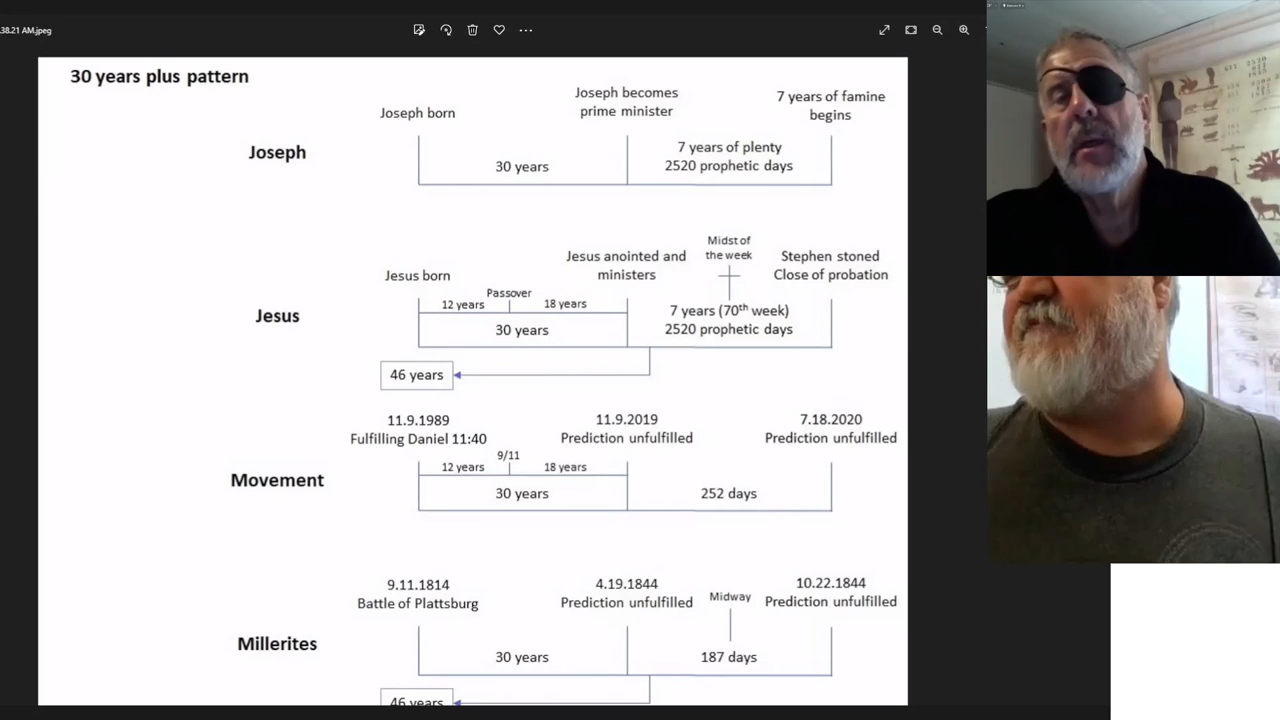 38.21 AM.jpeg
30 years plus pattern
Joseph
Joseph born
Joseph becomes
prime minister
7 years of famine
begins
30 years
7 years of plenty
2520 prophetic days
Jesus
Jesus born
Jesus anointed and
ministers
Midst of
the week
Stephen stoned
Close of probation
Passover
12 years
18 years
30 years
7 years (70th week)
2520 prophetic days
46 years
Movement
11.9.1989
Fulfilling Daniel 11:40
11.9.2019
Prediction unfulfilled
7.18.2020
Prediction unfulfilled
9/11
12 years
18 years
30 years
252 days
Millerites
9.11.1814
Battle of Plattsburg
4.19.1844
Prediction unfulfilled
Midway
10.22.1844
Prediction unfulfilled
30 years
187 days
46 years